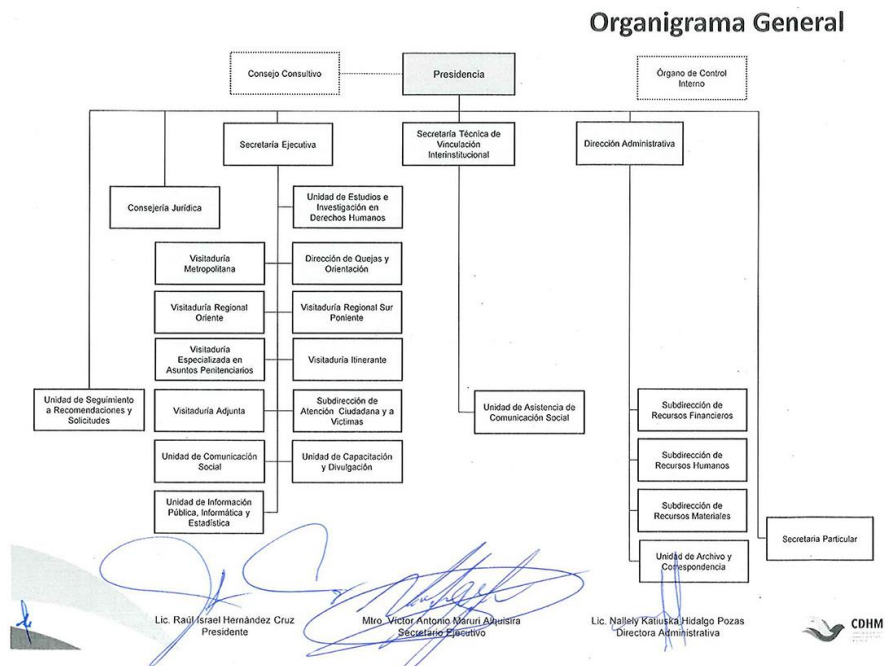 Organigrama General
Consejo Consultivo
Presidencia
Órgano de Control
Interno
Secretaría Ejecutiva
Secretaría Técnica de
Vinculación
Interinstitucional
Dirección Administrativa
Consejería Jurídica
Unidad de Estudios e
Investigación en
Derechos Humanos
Visitaduría
Metropolitana
Dirección de Quejas y
Orientación
Visitaduría Regional
Oriente
Visitaduría Regional Sur
Poniente
Visitaduría
Especializada en
Asuntos Penitenciarios
Visitaduría Itinerante
Unidad de Seguimiento
a Recomendaciones y
Solicitudes
Visitaduría Adjunta
Subdirección de
Atención Ciudadana y a
Victimas
Unidad de Asistencia de
Comunicación Social
Subdirección de
Recursos Financieros
Unidad de Comunicación
Social
Unidad de Capacitación
y Divulgación
Subdirección de
Recursos Humanos
Unidad de Información
Pública, Informática y
Estadística
Subdirección de
Recursos Materiales
Secretaria Particular
Unidad de Archivo y
Correspondencia
Lic. Raúl Israel Hernández Cruz
Presidente
Mtro. Víctor Antonio Maruri Alquisira
Secretario Ejecutivo
Lic. Nallely Katiuska Hidalgo Pozas
Directora Administrativa
CDHM